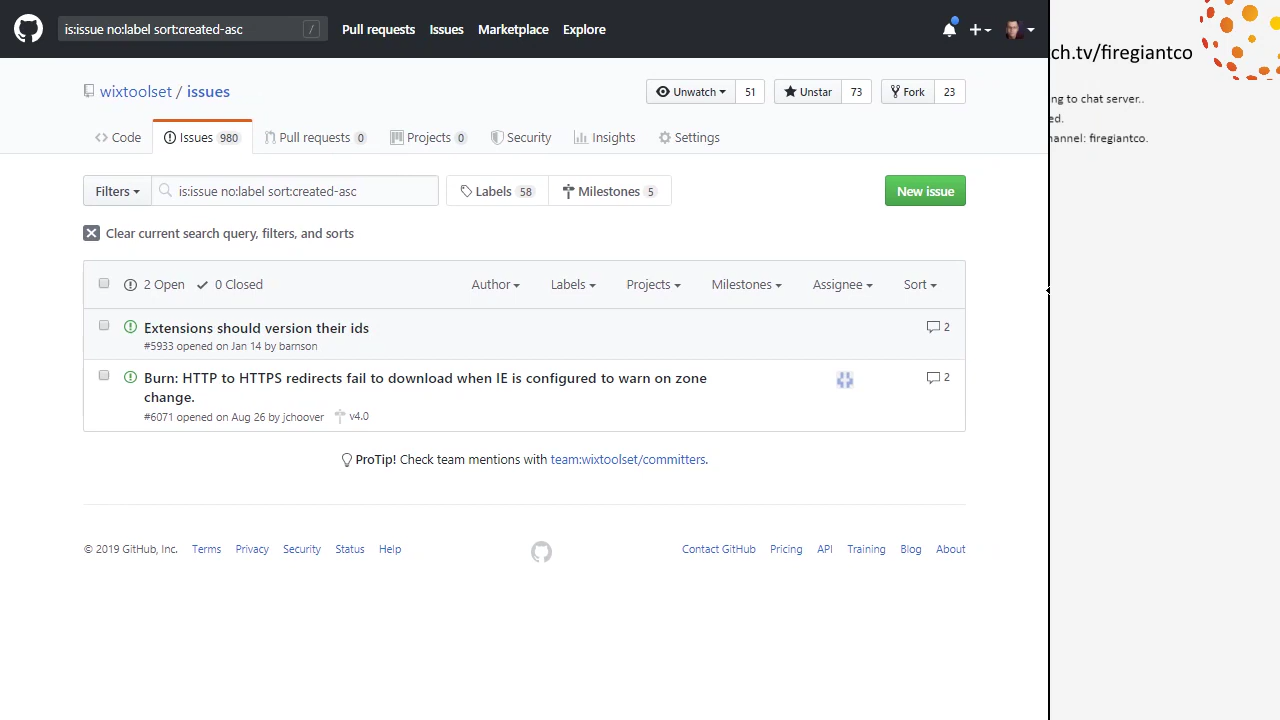 is:issue no:label sort:created-asc /
Pull requests Issues Marketplace Explore
ch.tv/firegiantco
wixtoolset / issues
Unwatch 51 Unstar 73 Fork 23
ng to chat server..
ed.
hannel: firegiantco.
Code Issues 980 Pull requests 0 Projects 0 Security Insights Settings
Filters is:issue no:label sort:created-asc Labels 58 Milestones 5 New issue
Clear current search query, filters, and sorts
2 Open 0 Closed Author Labels Projects Milestones Assignee Sort
Extensions should version their ids 2
#5933 opened on Jan 14 by barnson
Burn: HTTP to HTTPS redirects fail to download when IE is configured to warn on zone 2
change.
#6071 opened on Aug 26 by jchoover v4.0
ProTip! Check team mentions with team:wixtoolset/committers.
© 2019 GitHub, Inc. Terms Privacy Security Status Help Contact GitHub Pricing API Training Blog About